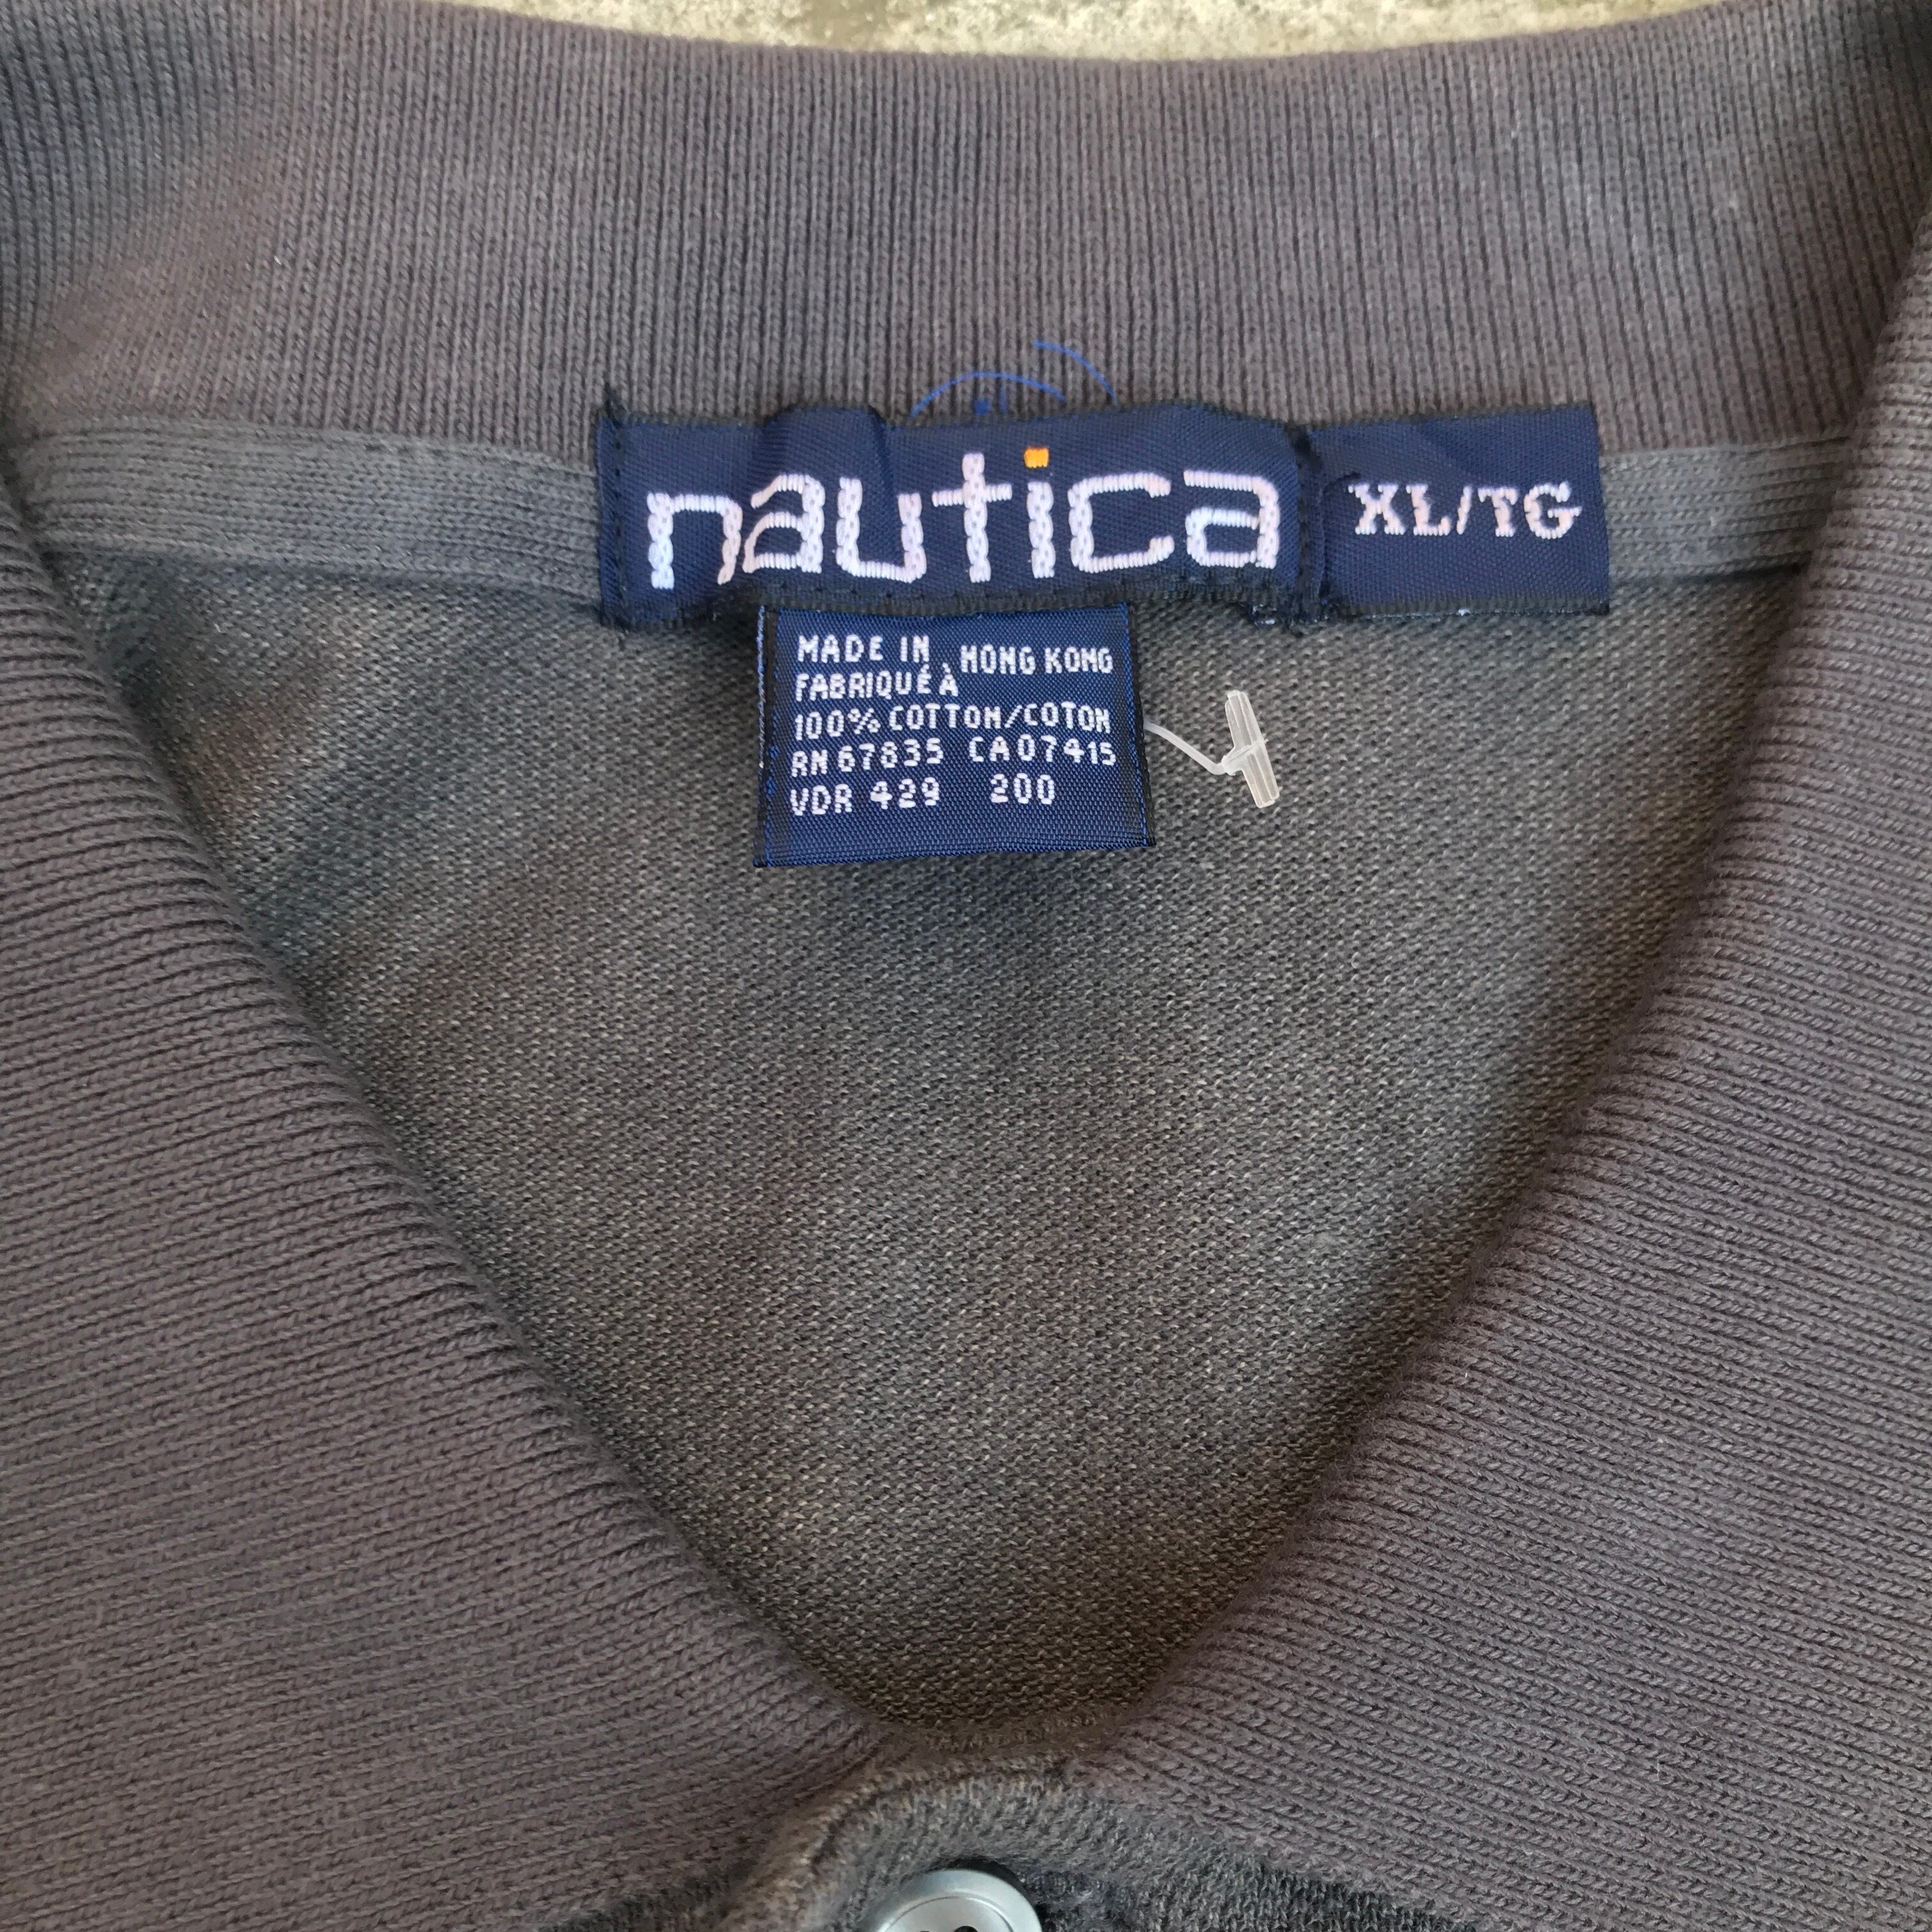 nautica XL/TG
MADE IN
FABRIQUÉ À HONG KONG
100% COTTON/COTON
RN 67835 CA07415
VDR 429 200